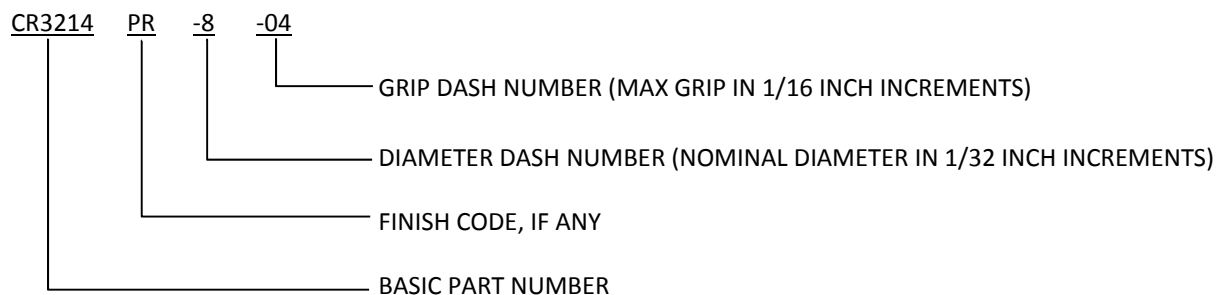 CR3214 PR -8 -04
GRIP DASH NUMBER (MAX GRIP IN 1/16 INCH INCREMENTS)
DIAMETER DASH NUMBER (NOMINAL DIAMETER IN 1/32 INCH INCREMENTS)
FINISH CODE, IF ANY
BASIC PART NUMBER